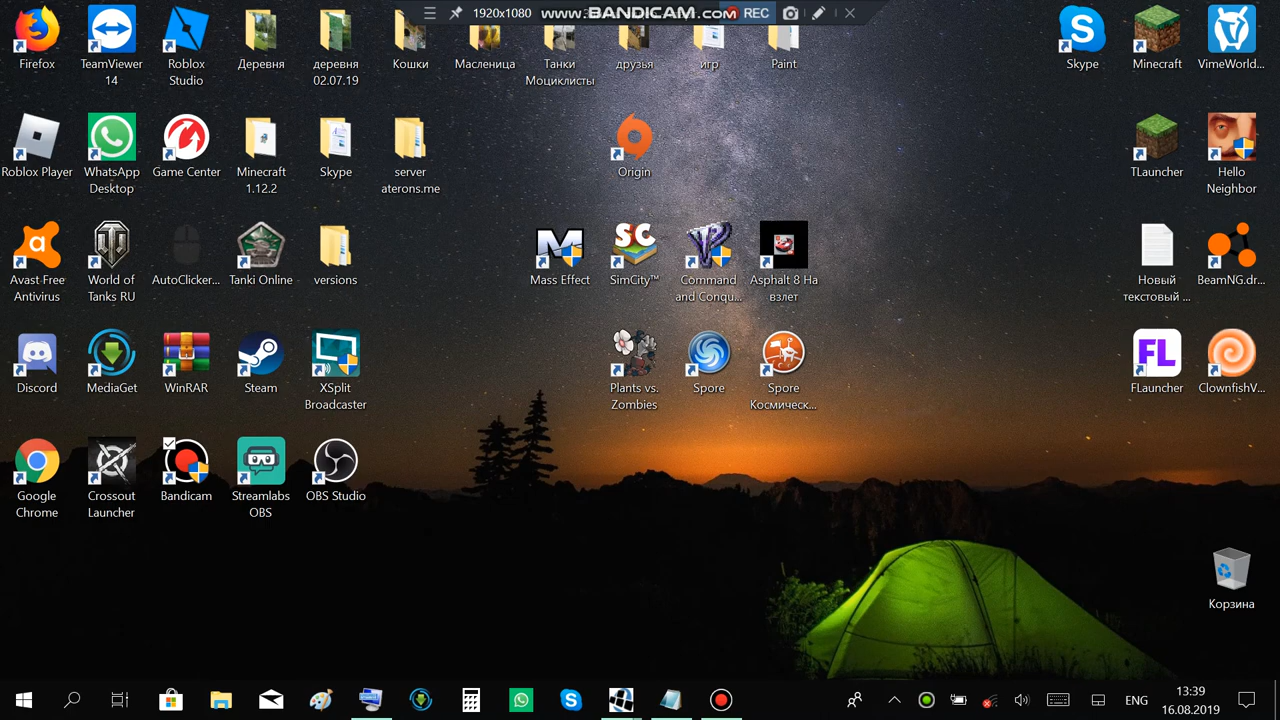 1920x1080
www.BANDICAM.com
REC
Firefox
TeamViewer
14
Roblox
Studio
Деревня
деревня
02.07.19
Кошки
Масленица
Танки
Моциклисты
друзья
игр
Paint
Skype
Minecraft
VimeWorld...
Roblox Player
WhatsApp
Desktop
Game Center
Minecraft
1.12.2
Skype
server
aterons.me
Origin
TLauncher
Hello
Neighbor
Avast Free
Antivirus
World of
Tanks RU
AutoClicker...
Tanki Online
versions
Mass Effect
SimCity™
Command
and Conqu...
Asphalt 8 На
взлет
Новый
текстовый ...
BeamNG.dr...
Discord
MediaGet
WinRAR
Steam
XSplit
Broadcaster
Plants vs.
Zombies
Spore
Spore
Космическ...
FL
FLauncher
ClownfishV...
Google
Chrome
Crossout
Launcher
Bandicam
Streamlabs
OBS
OBS Studio
Корзина
ENG
13:39
16.08.2019